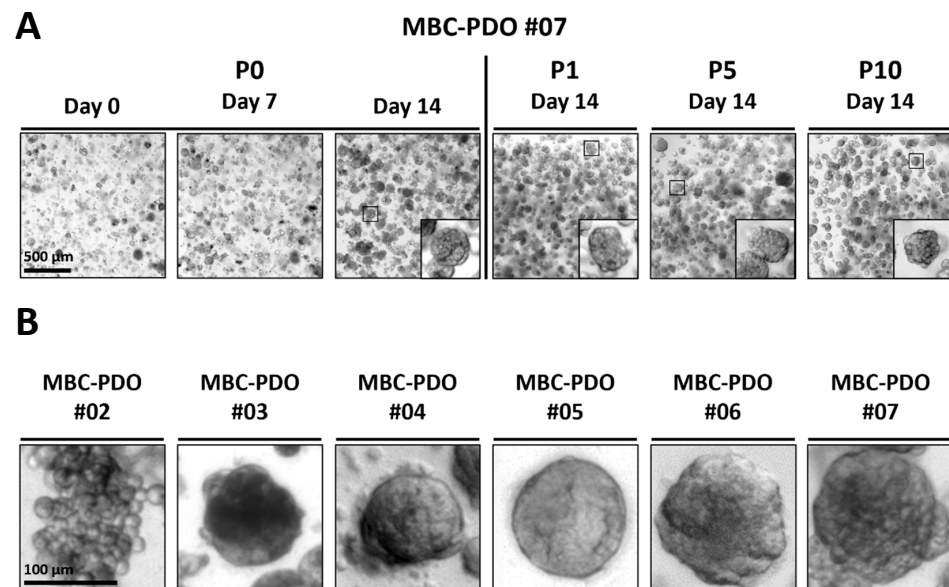 A
MBC-PDO #07
P0
Day 0
Day 7
Day 14
P1
Day 14
P5
Day 14
P10
Day 14
500 µm
B
MBC-PDO
#02
MBC-PDO
#03
MBC-PDO
#04
MBC-PDO
#05
MBC-PDO
#06
MBC-PDO
#07
100 µm